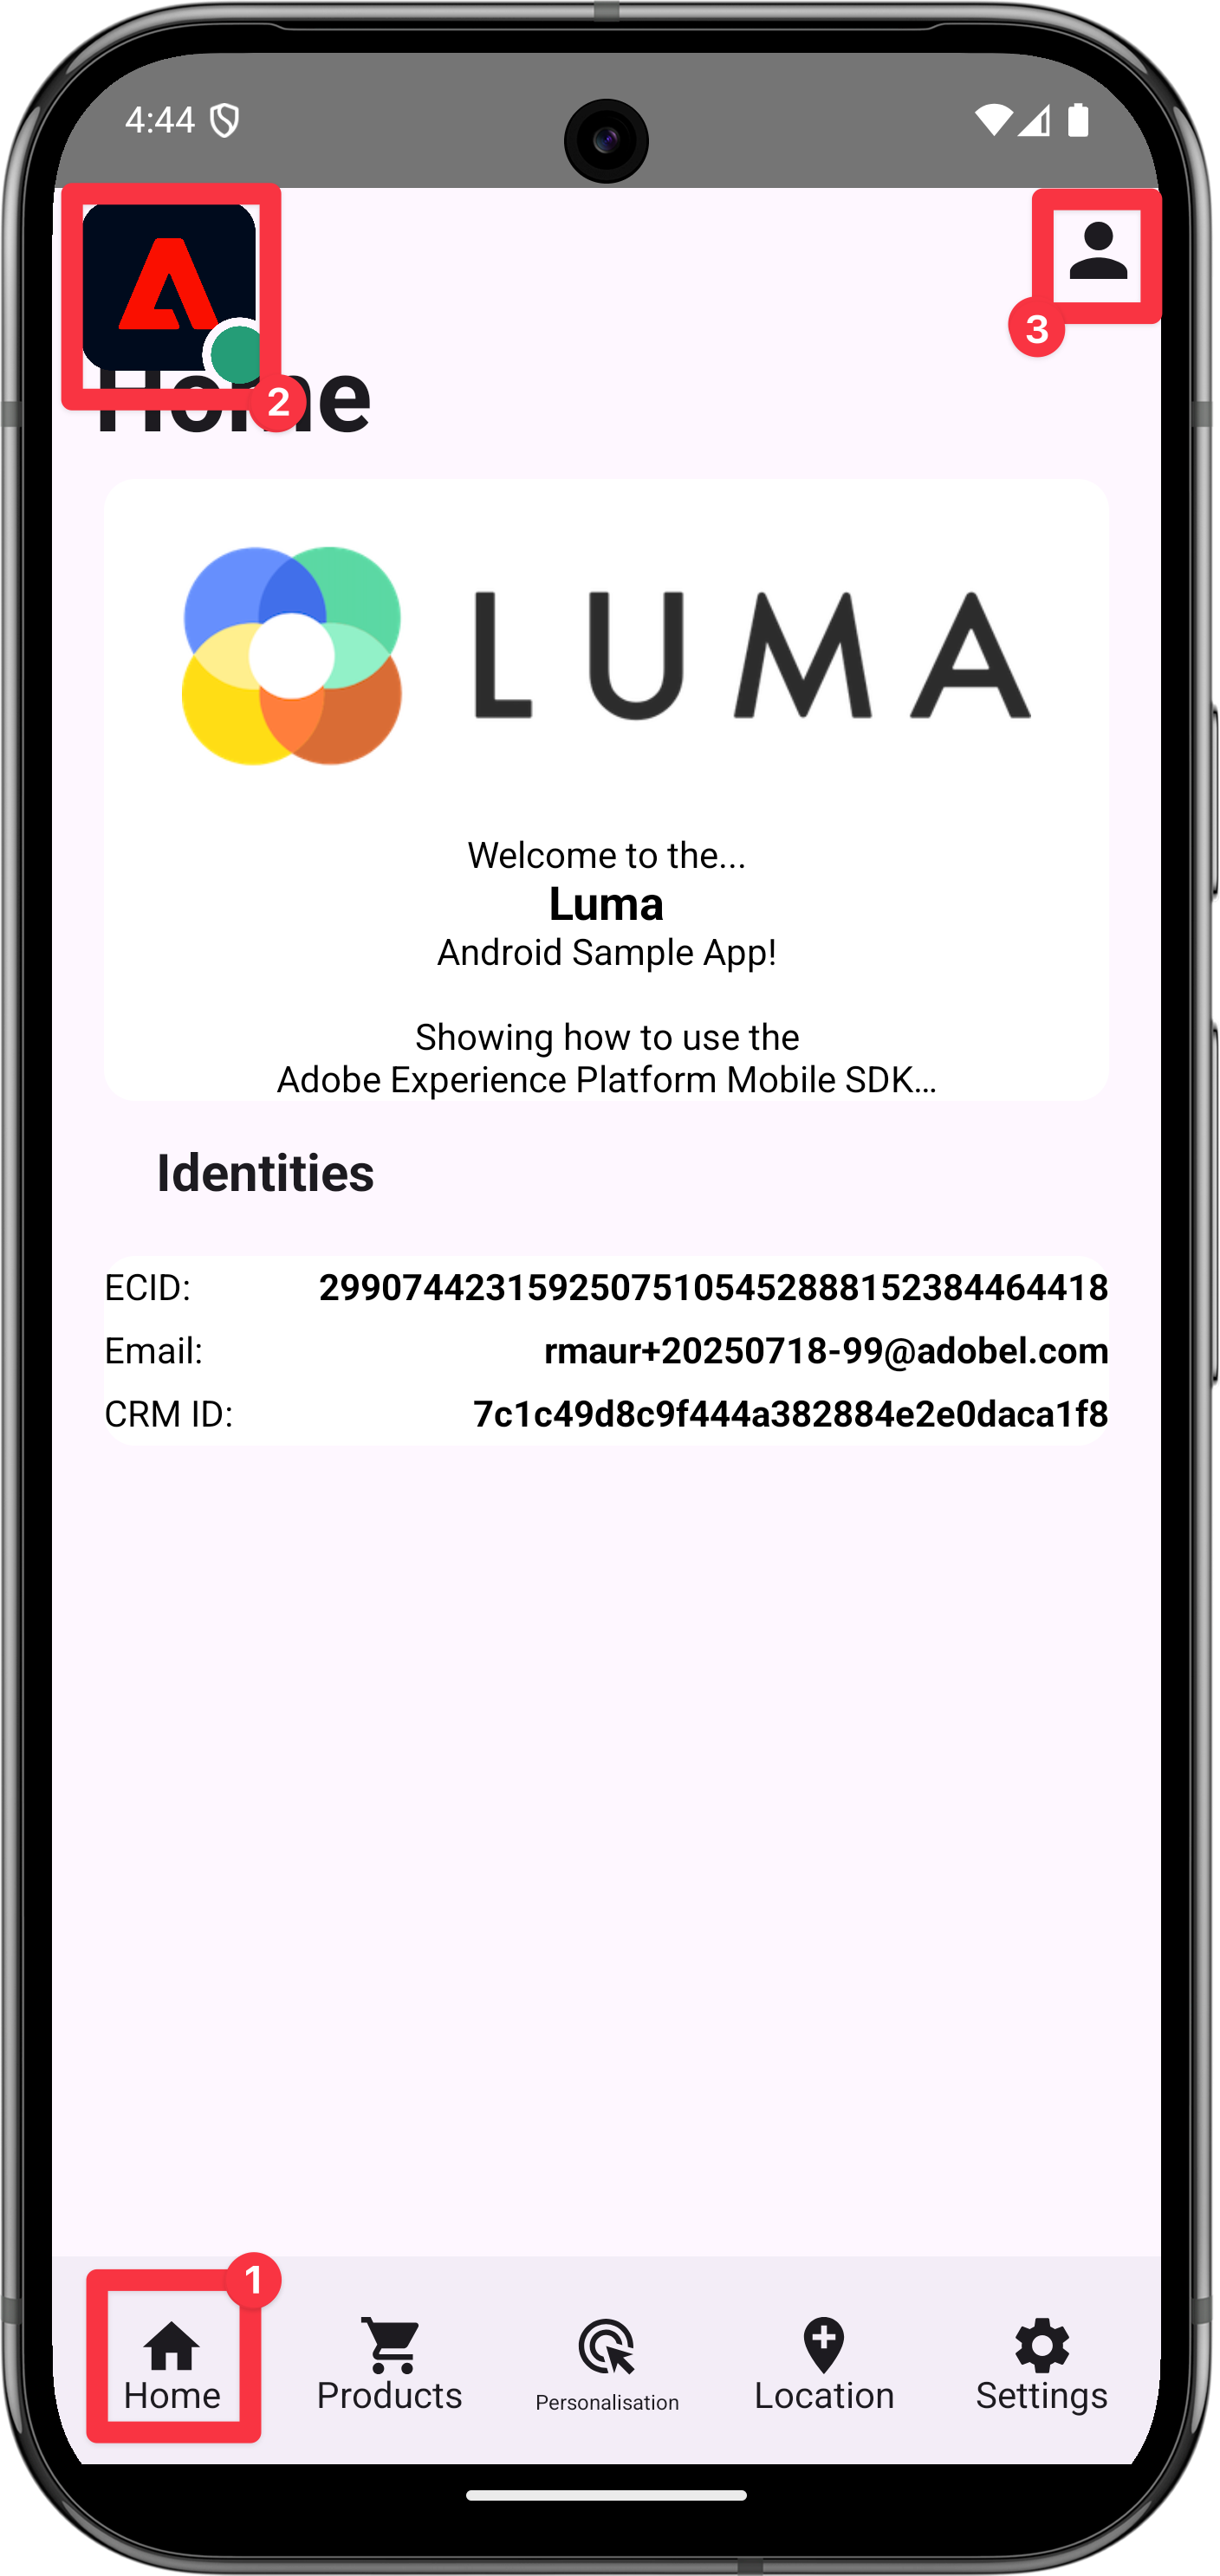 4:44
3
Home
2
LUMA
Welcome to the...
Luma
Android Sample App!
Showing how to use the
Adobe Experience Platform Mobile SDK...
Identities
ECID: 29907442315925075105452888152384464418
Email: rmaur+20250718-99@adobel.com
CRM ID: 7c1c49d8c9f444a382884e2e0daca1f8
1
Home Products Personalisation Location Settings